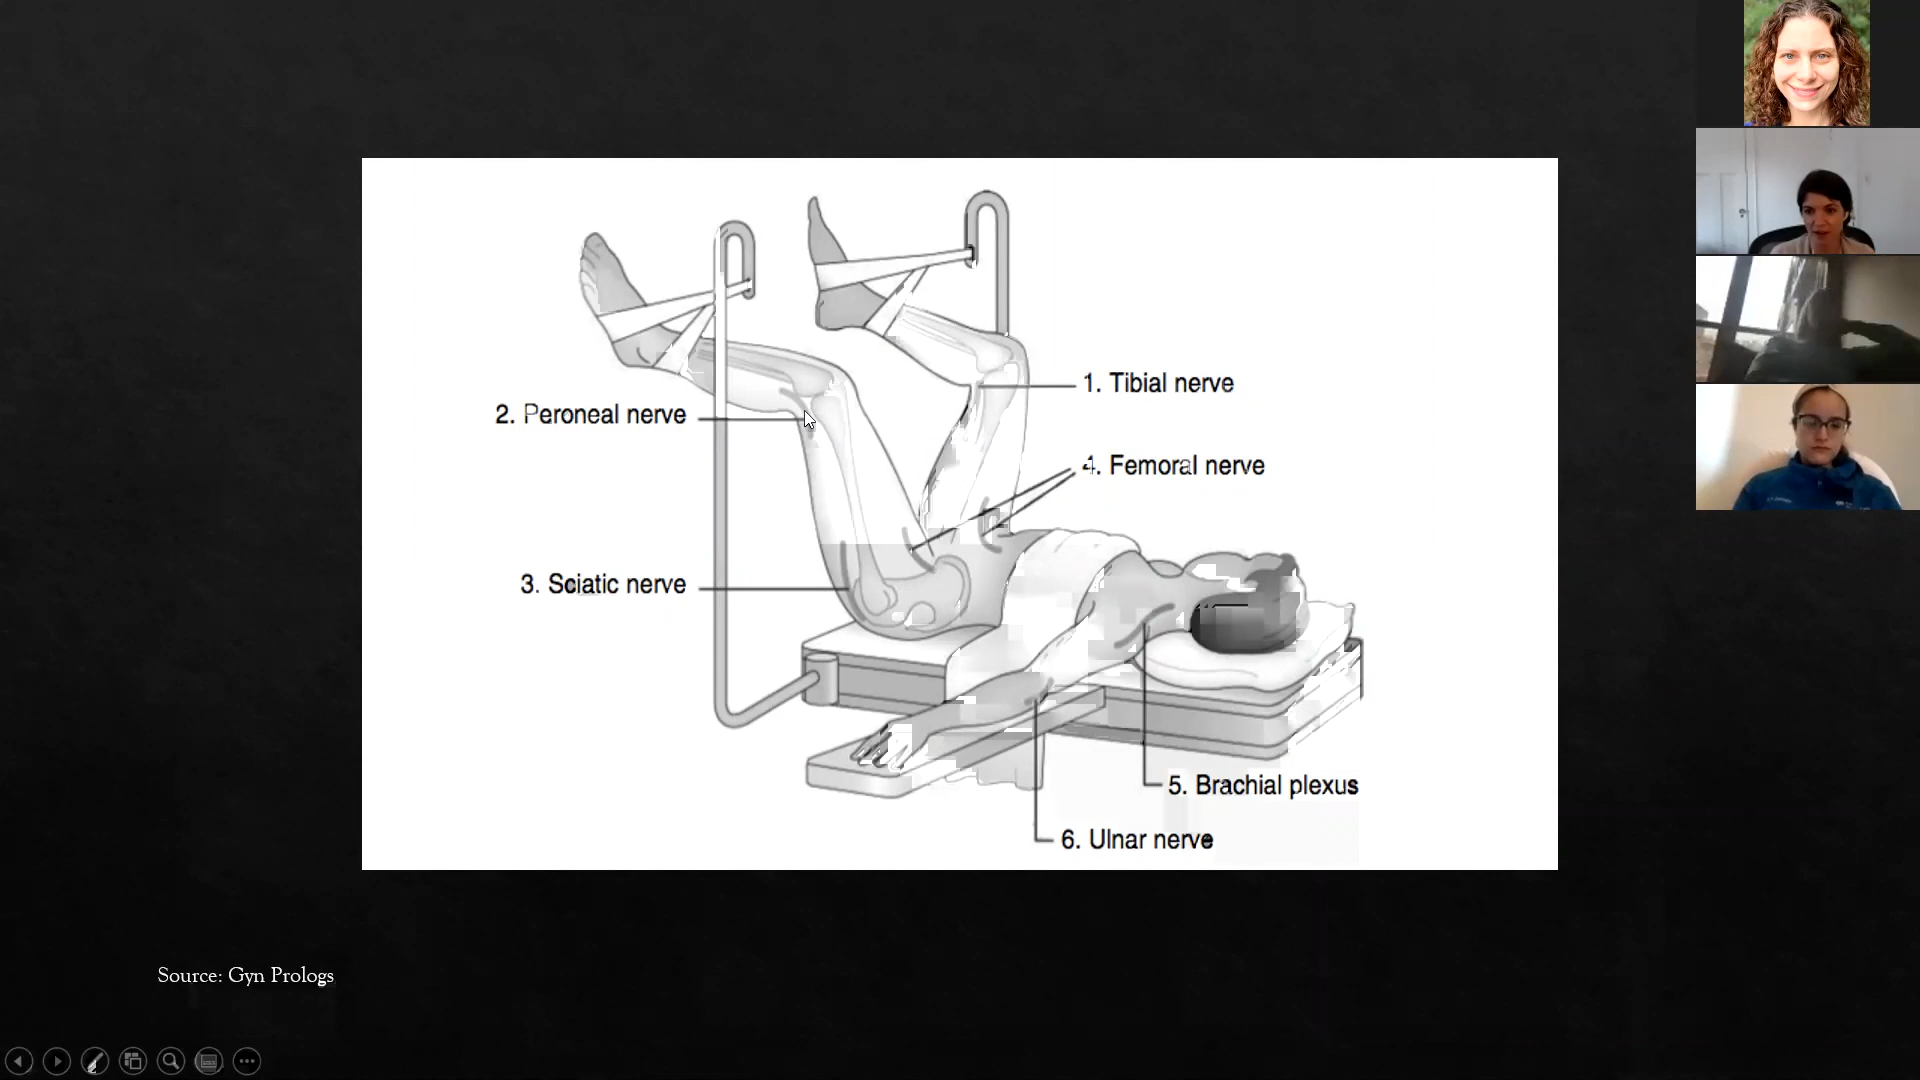 1. Tibial nerve
2. Peroneal nerve
4. Femoral nerve
3. Sciatic nerve
5. Brachial plexus
6. Ulnar nerve
Source: Gyn Prologs